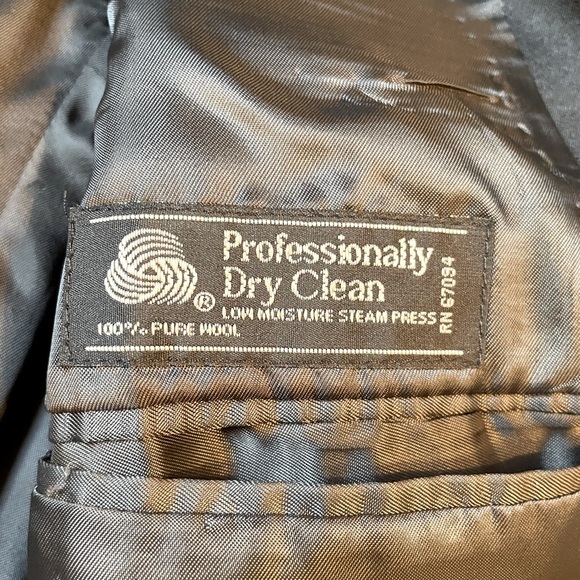 Professionally
Dry Clean
®
LOW MOISTURE STEAM PRESS
100% PURE WOOL
RN 67094